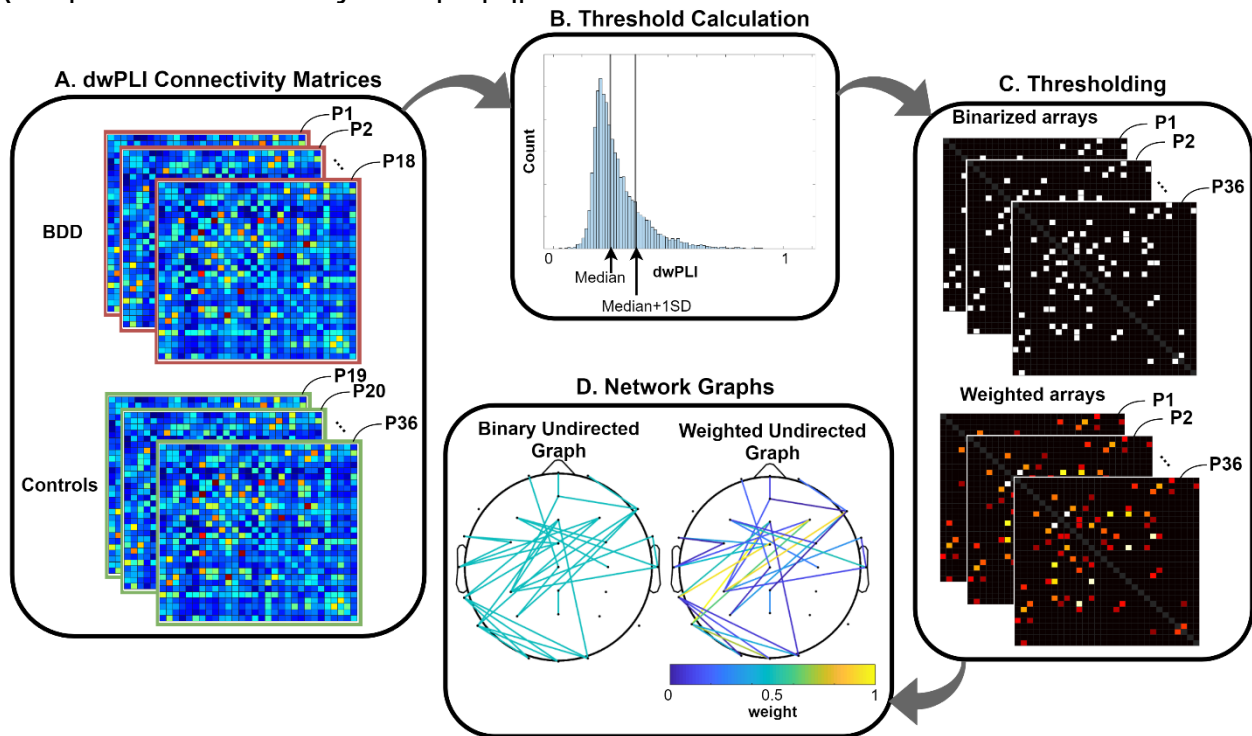 A. dwPLI Connectivity Matrices
P1
P2
...
P18
BDD
P19
P20
...
P36
Controls
B. Threshold Calculation
Count
0
dwPLI
1
Median
Median+1SD
C. Thresholding
Binarized arrays
P1
P2
...
P36
Weighted arrays
P1
P2
...
P36
D. Network Graphs
Binary Undirected
Graph
Weighted Undirected
Graph
0
0.5
1
weight